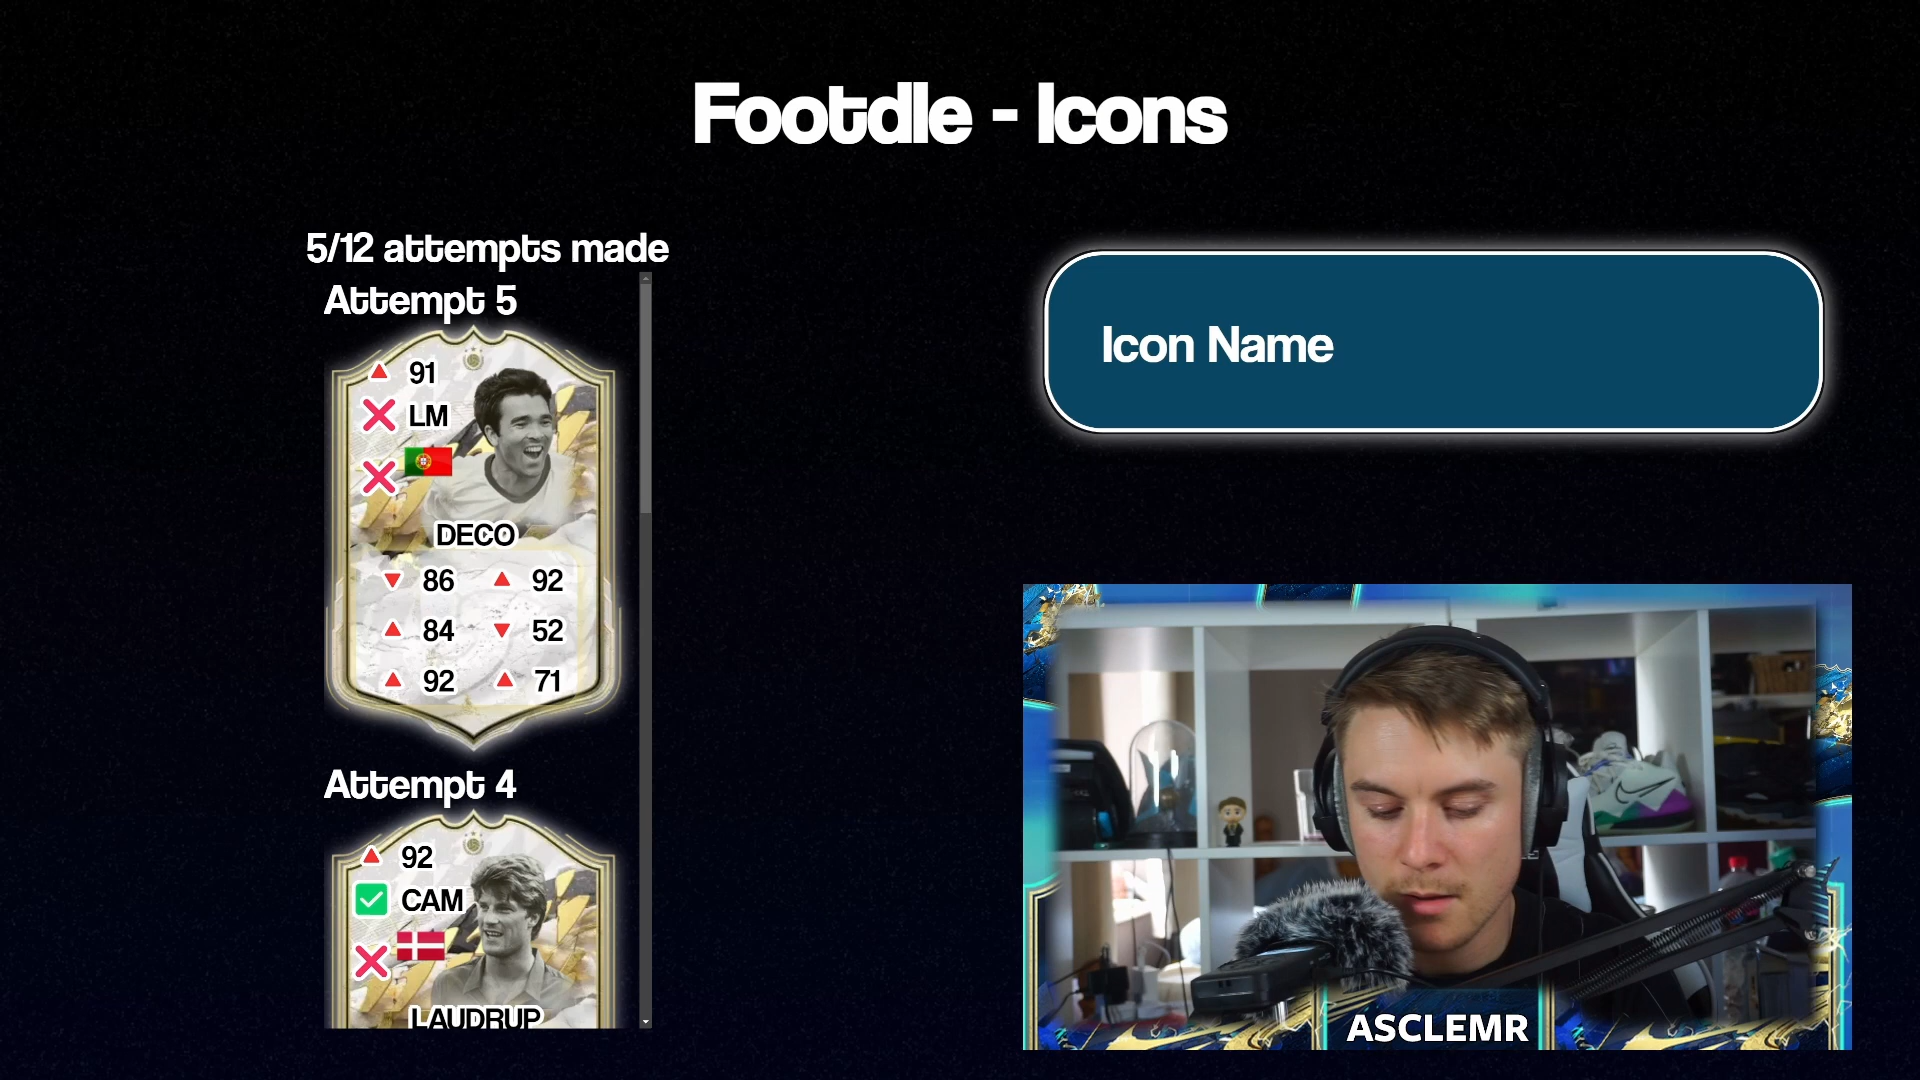 Footdle - Icons
5/12 attempts made
Attempt 5
91
LM
DECO
86 92
84 52
92 71
Attempt 4
92
CAM
LAUDRUP
Icon Name
ASCLEMR